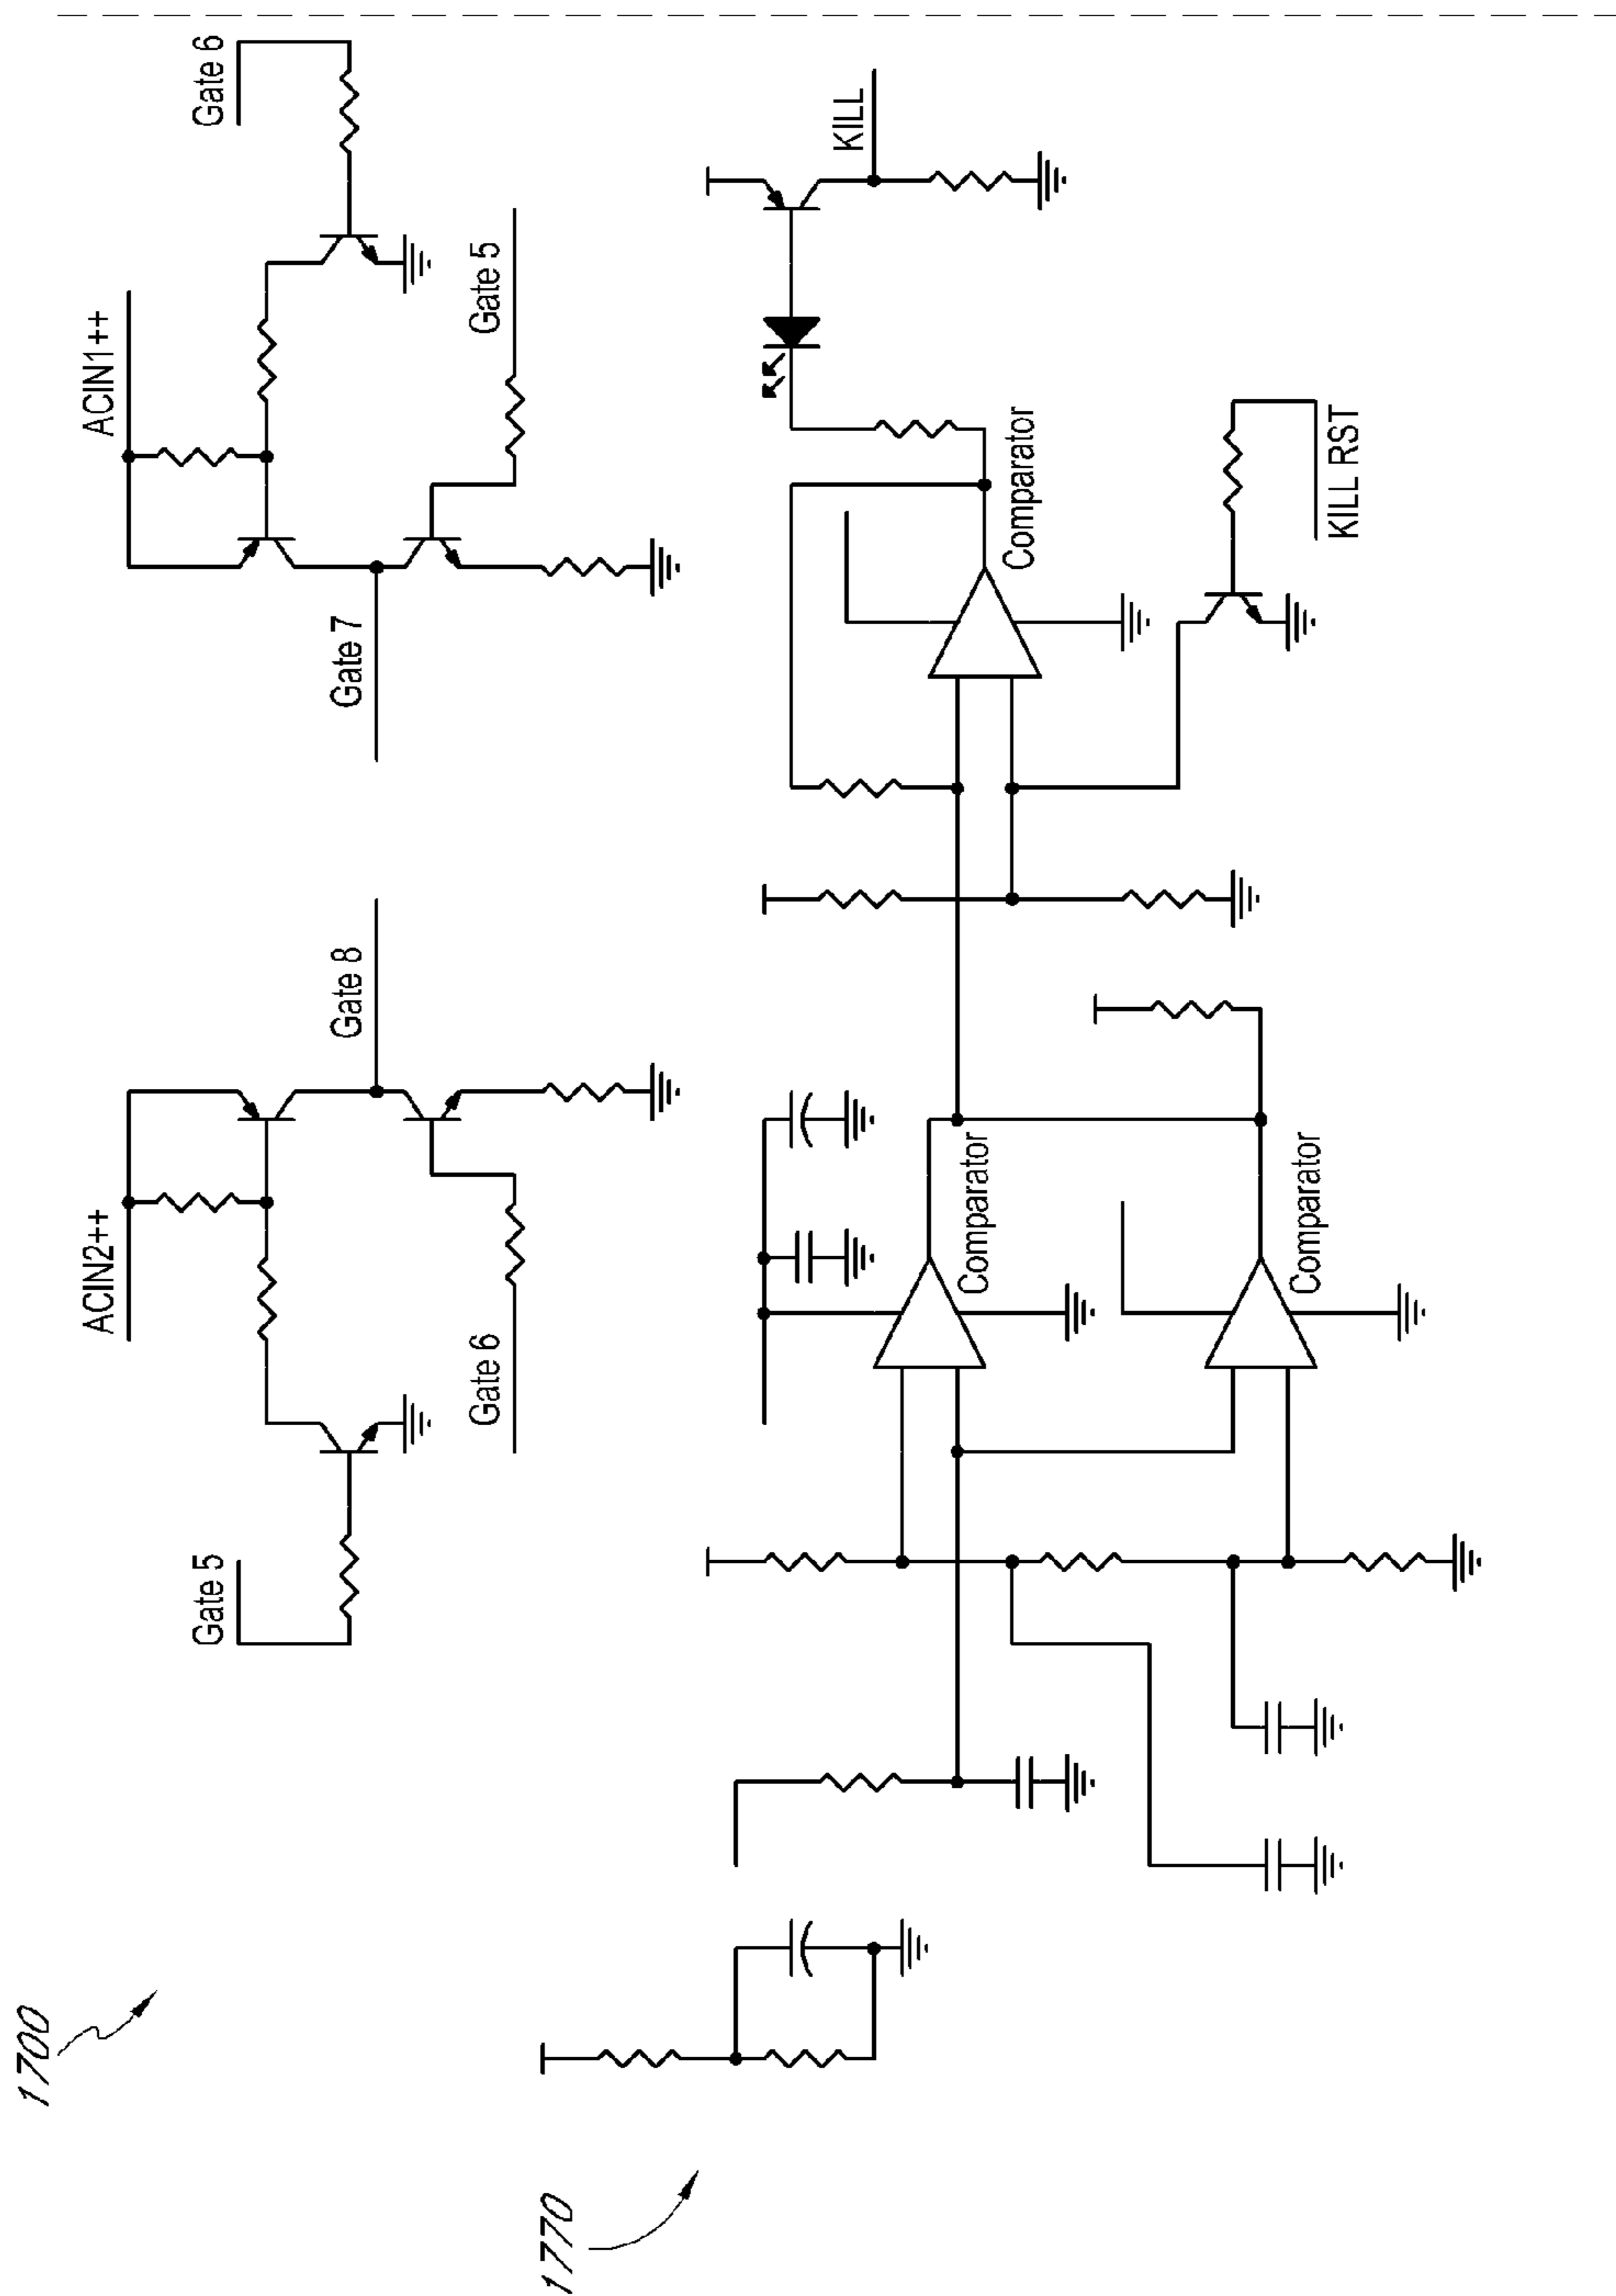 1700
Gate 5
ACIN2++
Gate 6
Gate 8
Gate 7
ACIN1++
Gate 5
Gate 6
1770
Comparator
Comparator
Comparator
KILL
KILL RST